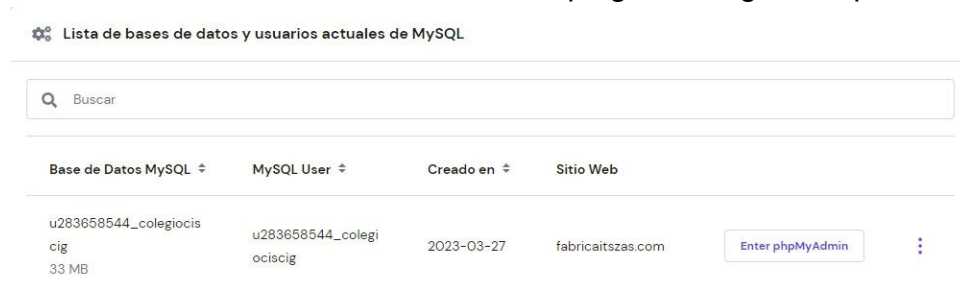 Lista de bases de datos y usuarios actuales de MySQL
Buscar
Base de Datos MySQL MySQL User Creado en Sitio Web
u283658544_colegiocis
cig
33 MB
u283658544_colegi
ociscig
2023-03-27
fabricaitszas.com
Enter phpMyAdmin